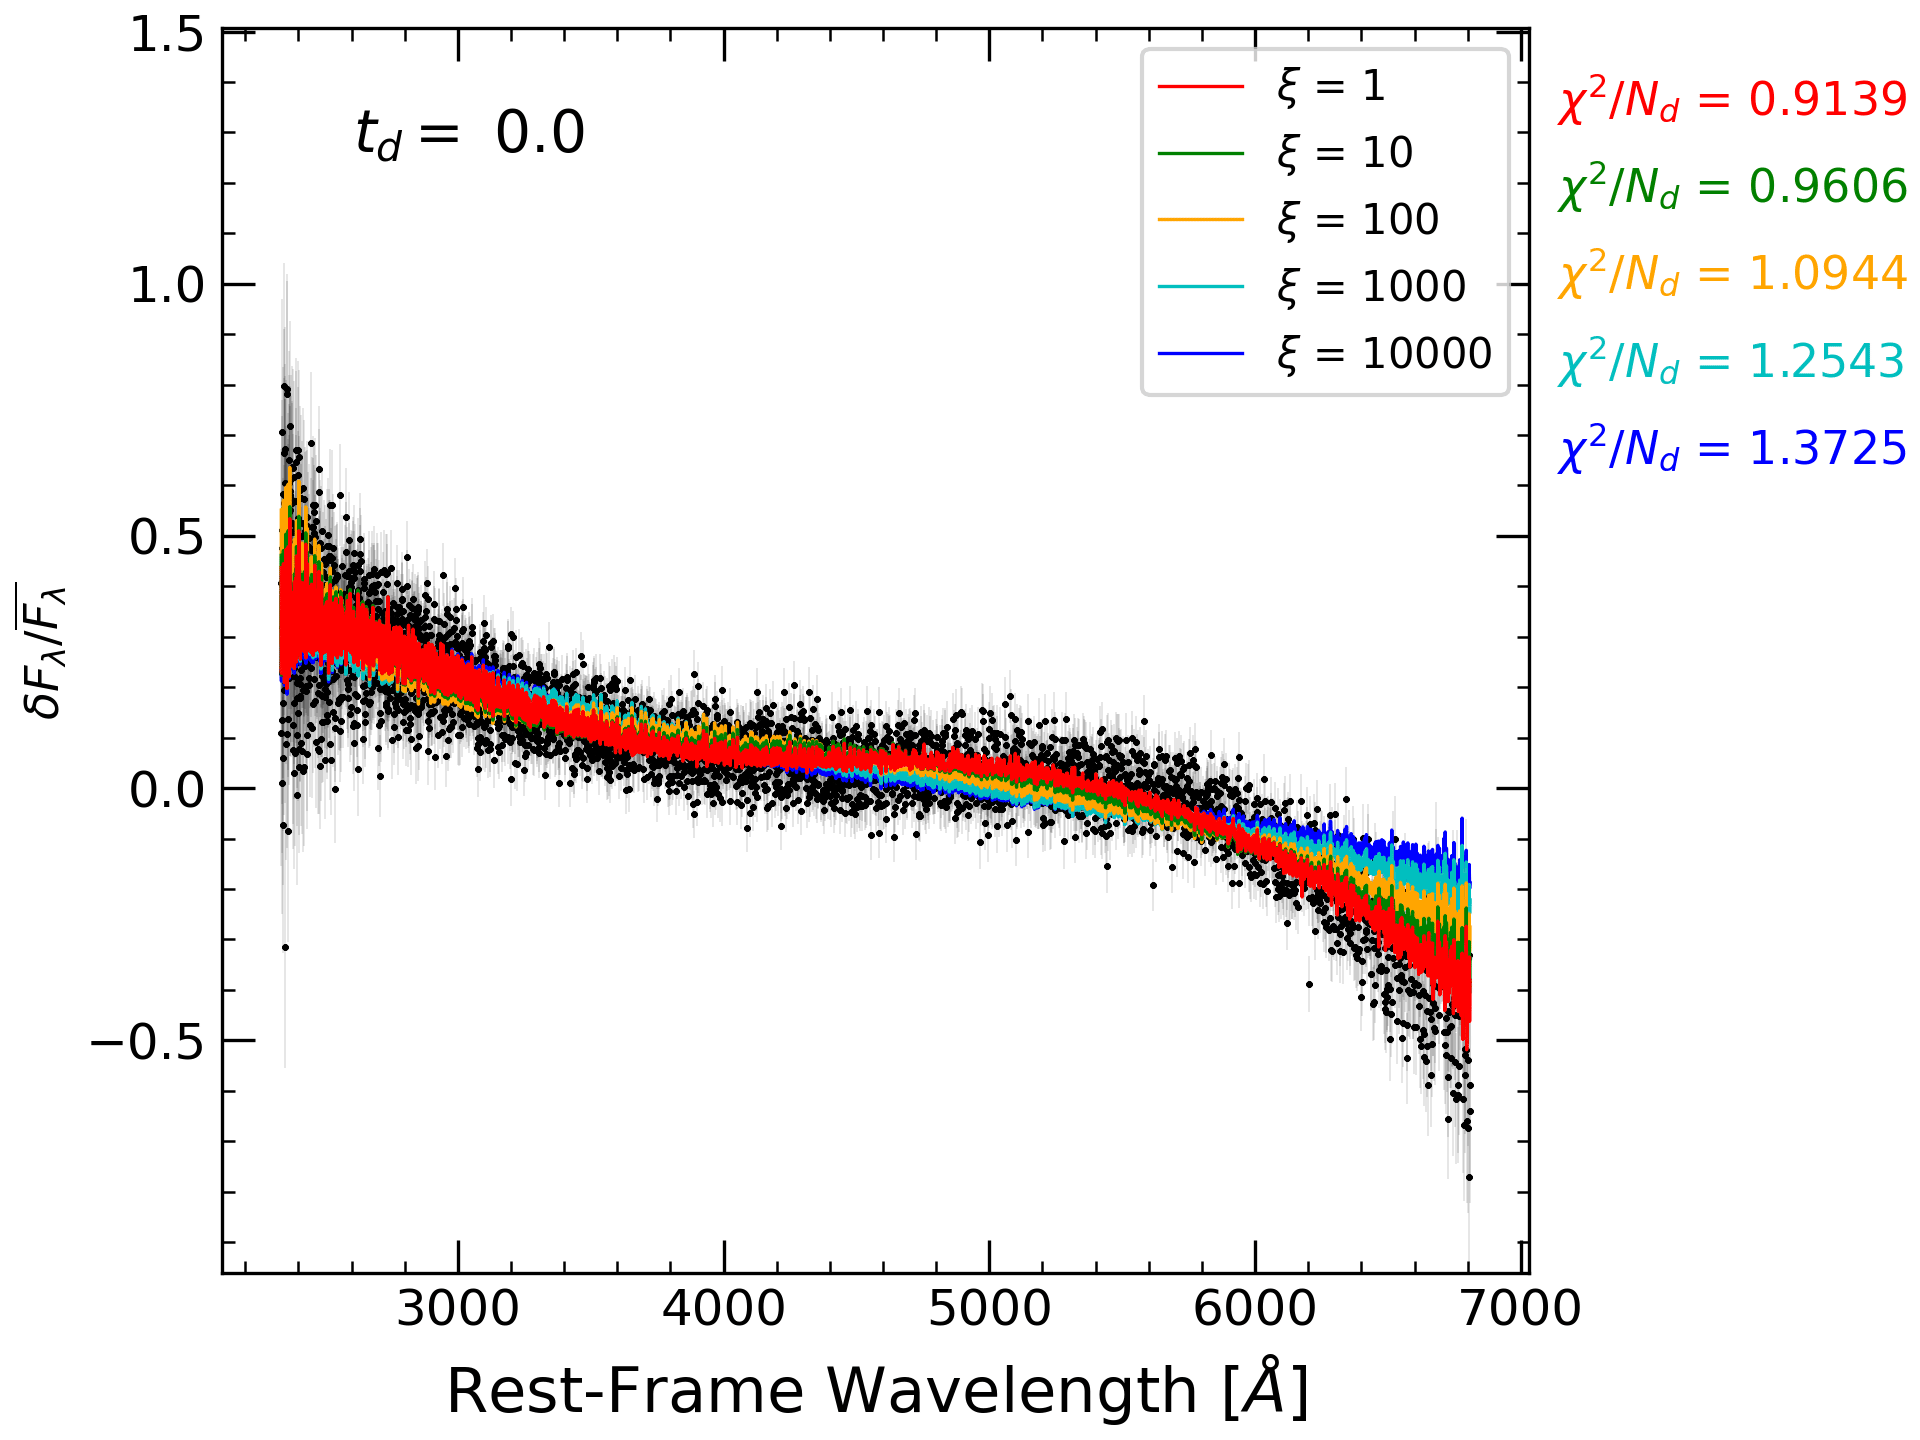 1.5
1.0
0.5
0.0
−0.5
3000 4000 5000 6000 7000
Rest-Frame Wavelength [Å]
δF_λ/F̅_λ
t_d = 0.0
ξ = 1
ξ = 10
ξ = 100
ξ = 1000
ξ = 10000
χ²/N_d = 0.9139
χ²/N_d = 0.9606
χ²/N_d = 1.0944
χ²/N_d = 1.2543
χ²/N_d = 1.3725